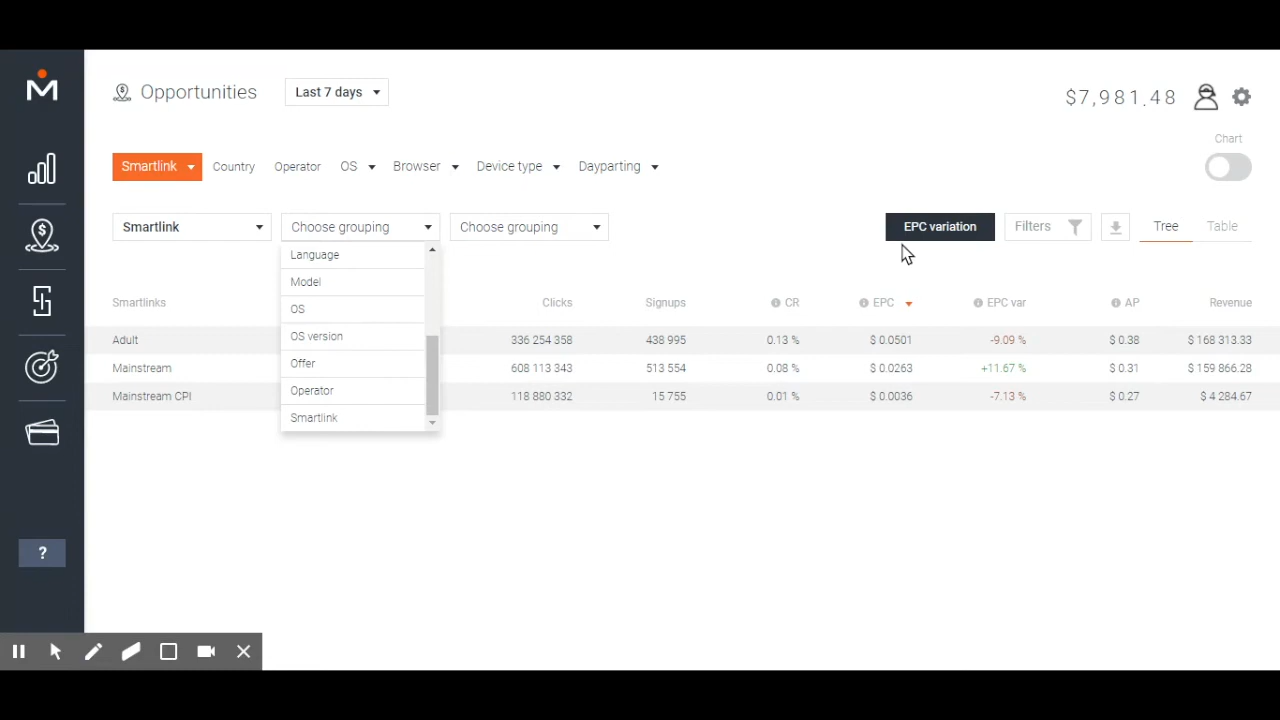 Opportunities
Last 7 days
$7,981.48
Chart
Smartlink Country Operator OS Browser Device type Dayparting
Smartlink Choose grouping Choose grouping EPC variation Filters Tree Table
Language
Model
OS
OS version
Offer
Operator
Smartlink
Smartlinks Clicks Signups CR EPC EPC var AP Revenue
Adult 336 254 358 438 995 0.13 % $ 0.0501 -9.09 % $ 0.38 $ 168 313.33
Mainstream 608 113 343 513 554 0.08 % $ 0.0263 +11.67 % $ 0.31 $ 159 866.28
Mainstream CPI 118 880 332 15 755 0.01 % $ 0.0036 -7.13 % $ 0.27 $ 4 284.67
?